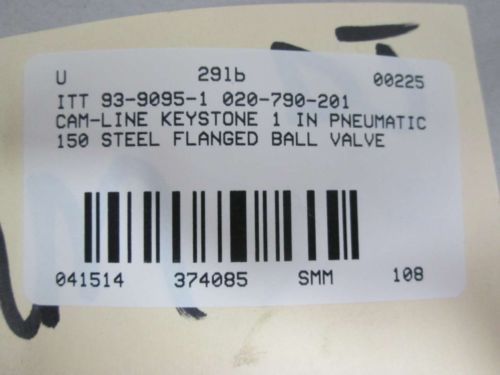 U 291b 00225
ITT 93-9095-1 020-790-201
CAM-LINE KEYSTONE 1 IN PNEUMATIC
150 STEEL FLANGED BALL VALVE
041514 374085 SMM 108